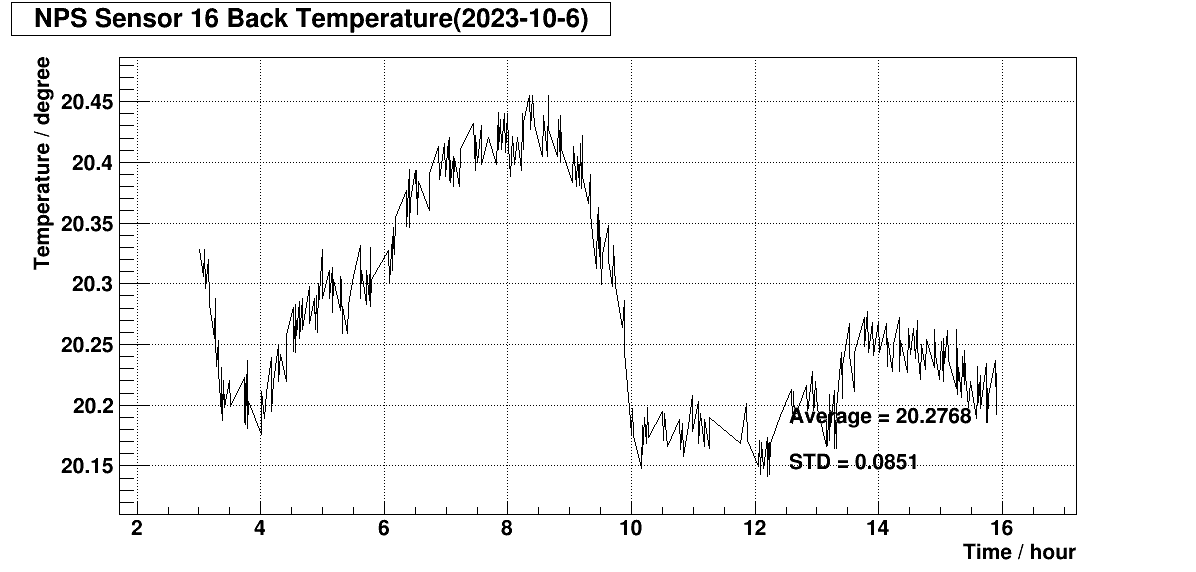 NPS Sensor 16 Back Temperature(2023-10-6)
Temperature / degree
20.45
20.4
20.35
20.3
20.25
20.2
20.15
Average = 20.2768
STD = 0.0851
2 4 6 8 10 12 14 16
Time / hour